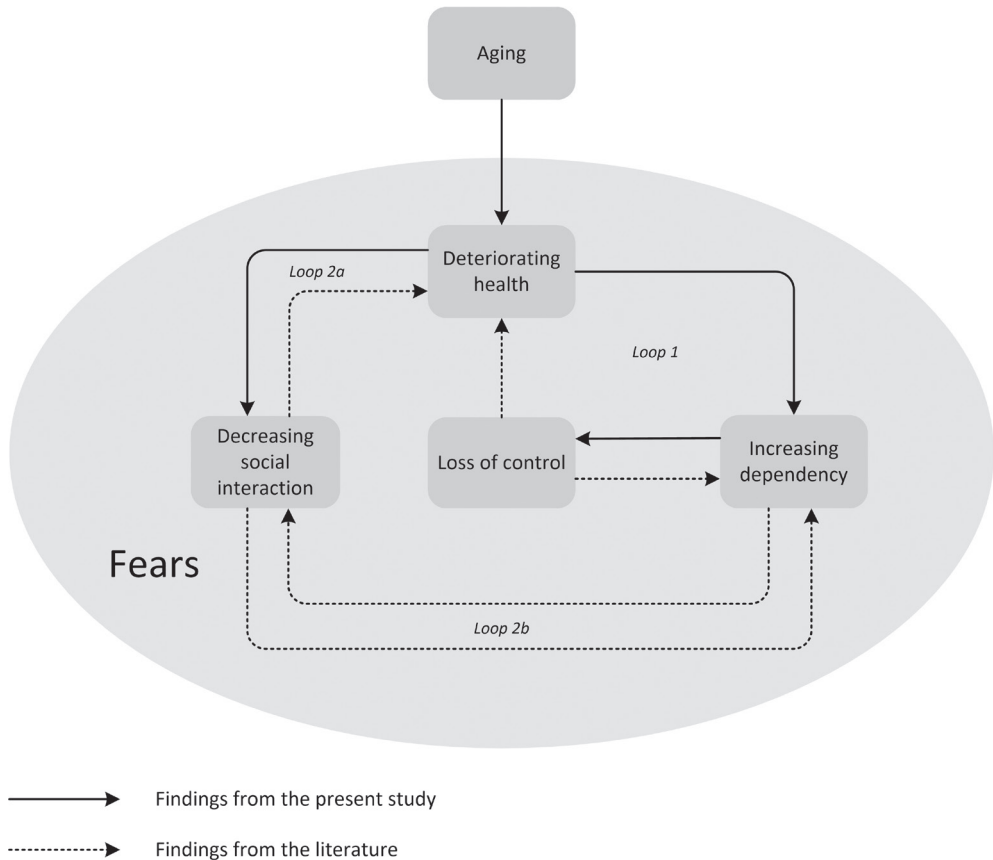 Aging
Deteriorating
health
Loop 2a
Loop 1
Decreasing
social
interaction
Loss of control
Increasing
dependency
Fears
Loop 2b
Findings from the present study
Findings from the literature